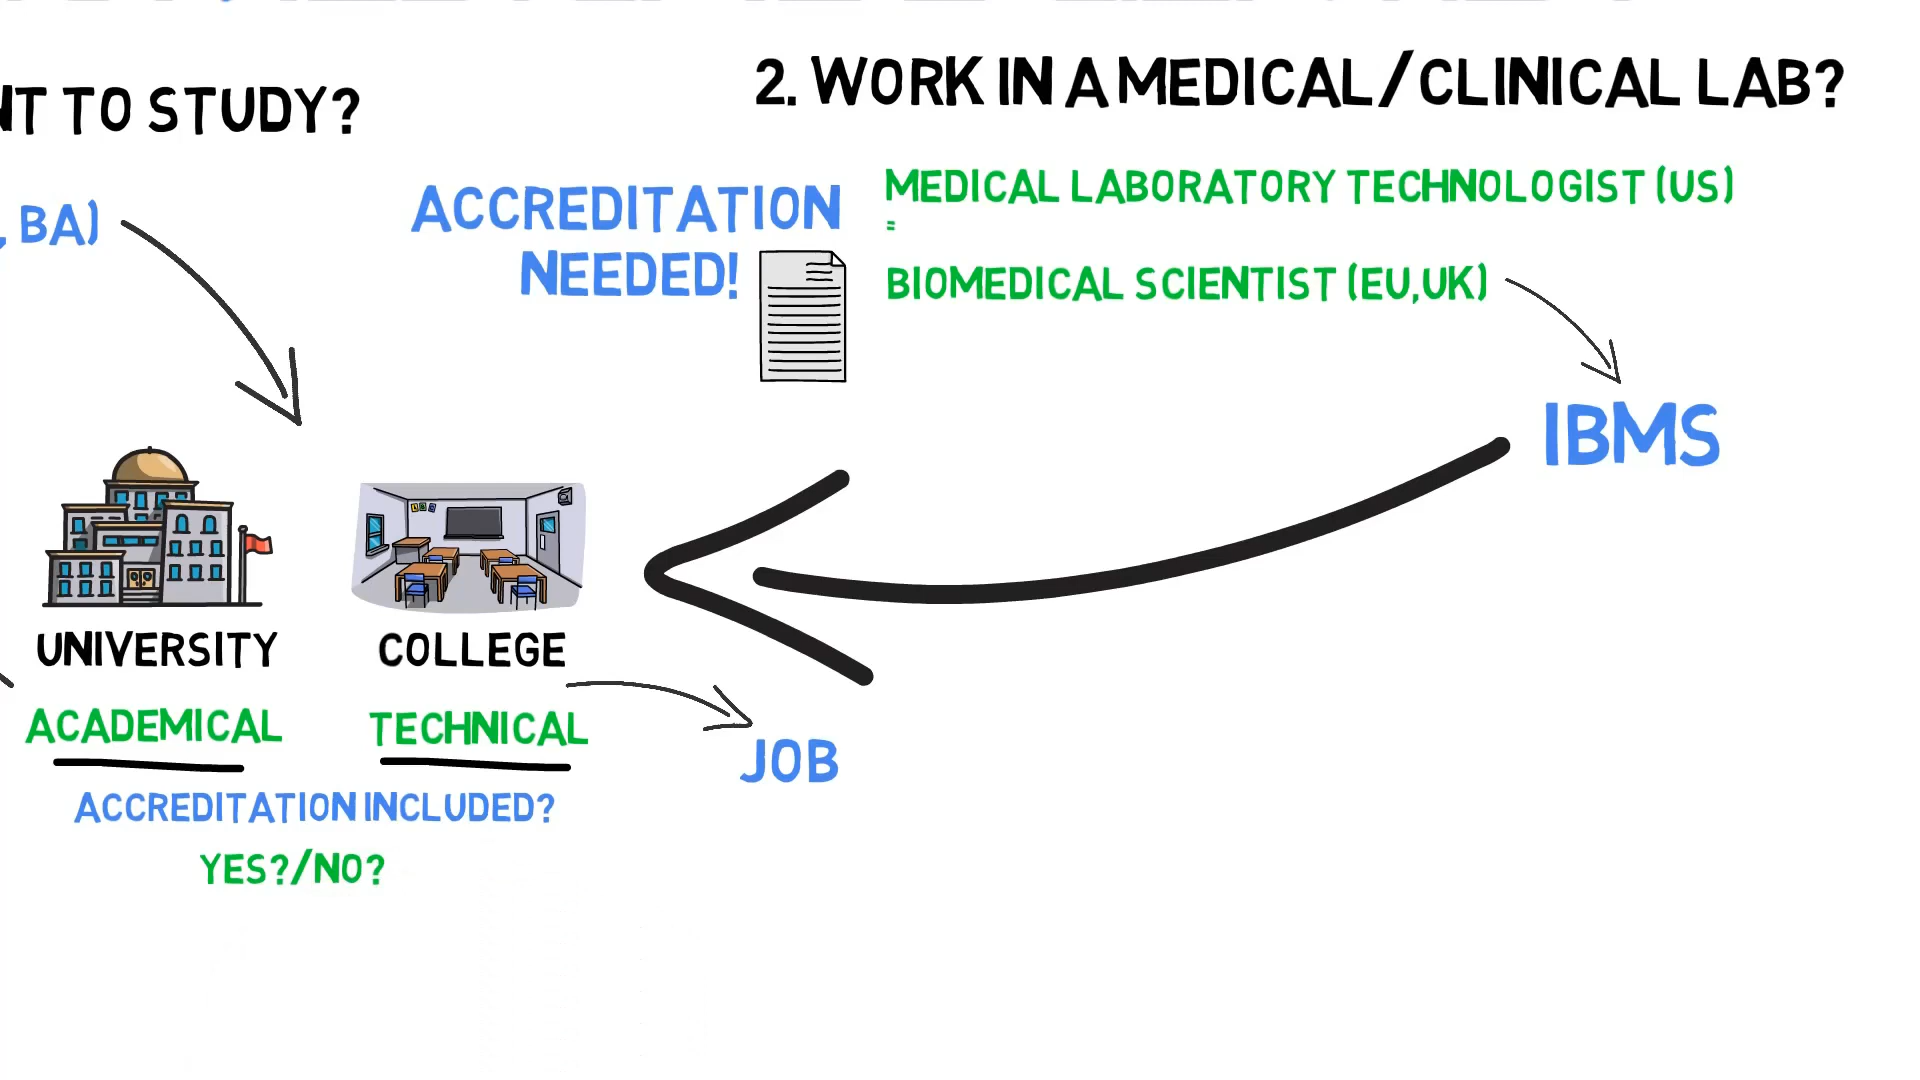 2. WORK IN A MEDICAL/CLINICAL LAB?
TO STUDY?
ACCREDITATION
NEEDED!
MEDICAL LABORATORY TECHNOLOGIST (US)
=
BIOMEDICAL SCIENTIST (EU,UK)
, BA)
IBMS
UNIVERSITY
COLLEGE
ACADEMICAL
TECHNICAL
JOB
ACCREDITATION INCLUDED?
YES?/NO?